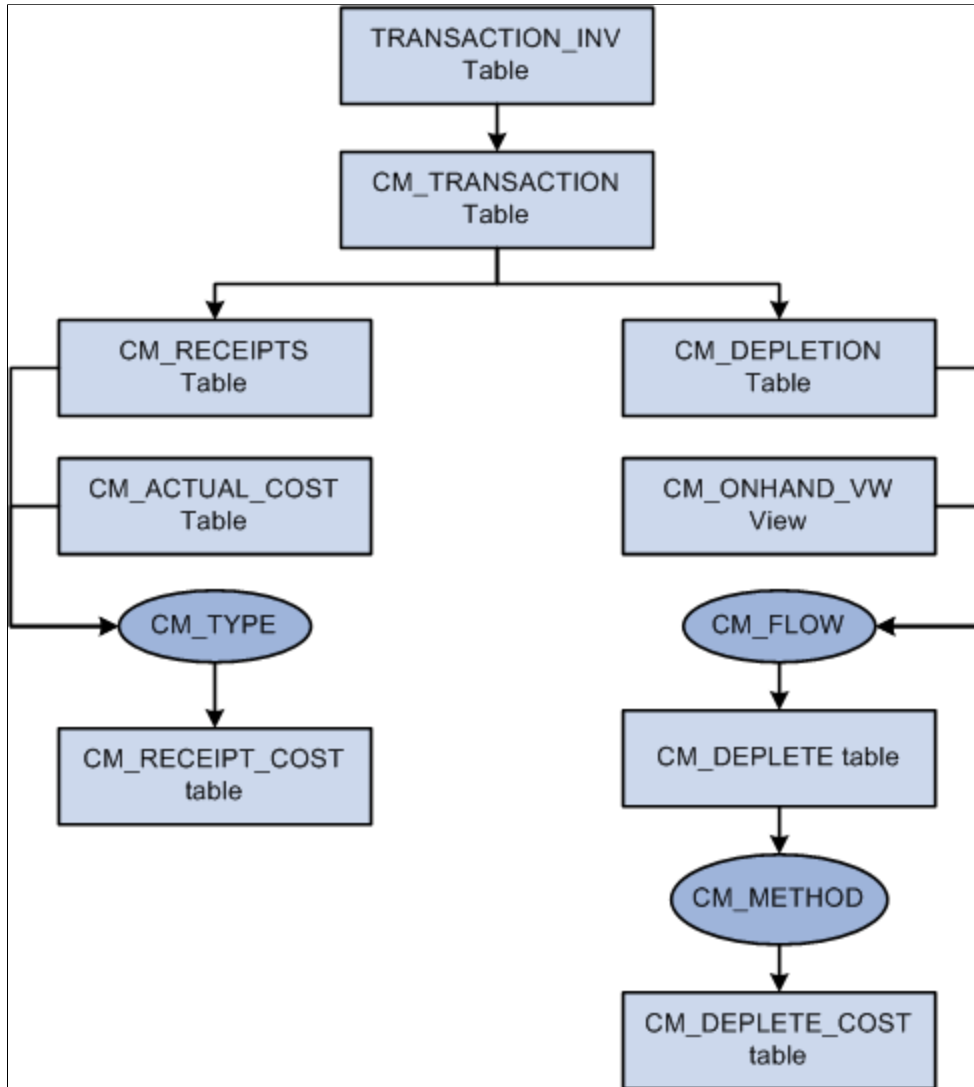 TRANSACTION_INV
Table
CM_TRANSACTION
Table
CM_RECEIPTS
Table
CM_DEPLETION
Table
CM_ACTUAL_COST
Table
CM_ONHAND_VW
View
CM_TYPE
CM_FLOW
CM_RECEIPT_COST
table
CM_DEPLETE table
CM_METHOD
CM_DEPLETE_COST
table